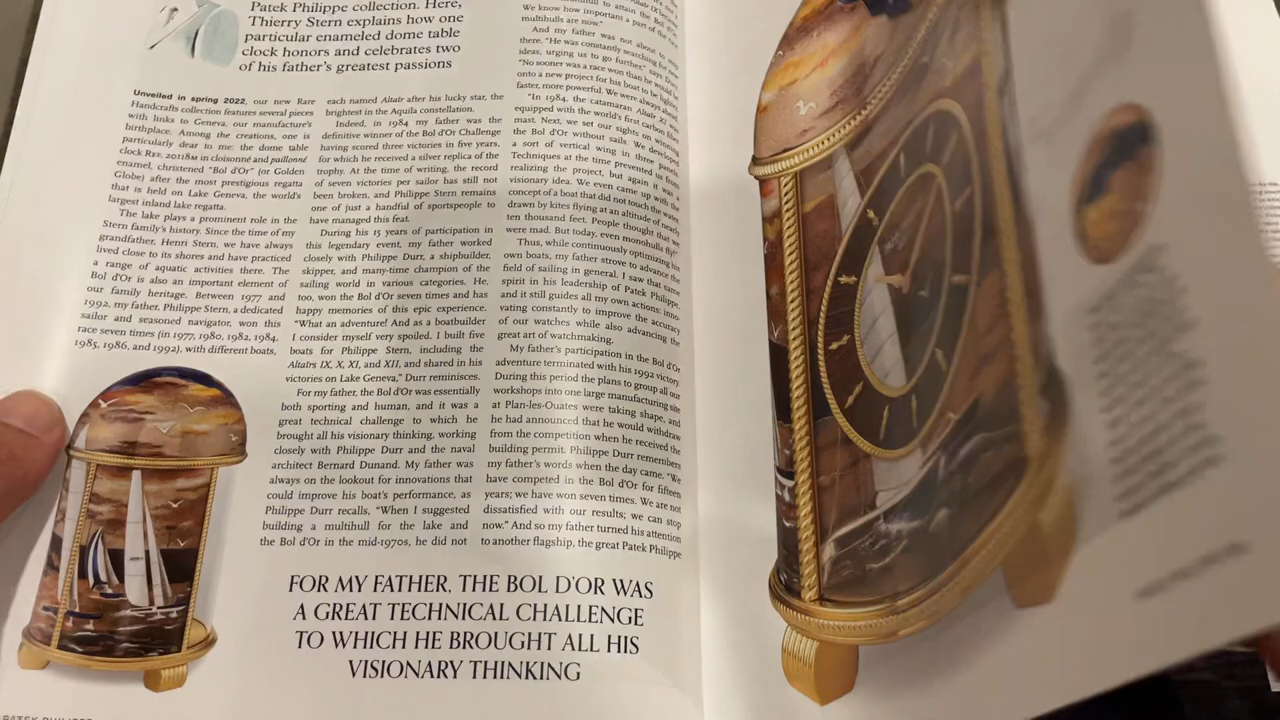 Patek Philippe collection. Here,
Thierry Stern explains how one
particular enameled dome table
clock honors and celebrates two
of his father's greatest passions
Unveiled in spring 2022, our new Rare
Handcrafts collection features several pieces
with links to Geneva, our manufacture's
birthplace. Among the creations, one is
particularly dear to me: the dome table
clock REF. 20118M in cloisonné and paillonné
enamel, christened "Bol d'Or" (or Golden
Globe) after the most prestigious regatta
that is held on Lake Geneva, the world's
largest inland lake regatta.
The lake plays a prominent role in the
Stern family's history. Since the time of my
grandfather, Henri Stern, we have always
lived close to its shores and have practiced
a range of aquatic activities there. The
Bol d'Or is also an important element of
our family heritage. Between 1977 and
1992, my father, Philippe Stern, a dedicated
sailor and seasoned navigator, won this
race seven times (in 1977, 1980, 1982, 1984,
1985, 1986, and 1992), with different boats,
each named Altaïr after his lucky star, the
brightest in the Aquila constellation.
Indeed, in 1984 my father was the
definitive winner of the Bol d'Or Challenge
having scored three victories in five years,
for which he received a silver replica of the
trophy. At the time of writing, the record
of seven victories per sailor has still not
been broken, and Philippe Stern remains
one of just a handful of sportspeople to
have managed this feat.
During his 15 years of participation in
this legendary event, my father worked
closely with Philippe Durr, a shipbuilder,
skipper, and many-time champion of the
sailing world in various categories. He,
too, won the Bol d'Or seven times and has
happy memories of this epic experience.
"What an adventure! And as a boatbuilder
I consider myself very spoiled. I built five
boats for Philippe Stern, including the
Altaïrs IX, X, XI, and XII, and shared in his
victories on Lake Geneva," Durr reminisces.
For my father, the Bol d'Or was essentially
both sporting and human, and it was a
great technical challenge to which he
brought all his visionary thinking, working
closely with Philippe Durr and the naval
architect Bernard Dunand. My father was
always on the lookout for innovations that
could improve his boat's performance, as
Philippe Durr recalls, "When I suggested
building a multihull for the lake and
the Bol d'Or in the mid-1970s, he did not
to attain the Bol d'
We know how important a part of the
multihulls are now."
And my father was not about to stop
there. "He was constantly searching for new
ideas, urging us to go further," says Durr.
"No sooner was a race won than he would be
onto a new project for his boat to be lighter,
faster, more powerful. We were always ahead.
"In 1984, the catamaran Altaïr XI was
equipped with the world's first carbon fiber
mast. Next, we set our sights on winning
the Bol d'Or without sails. We developed
a sort of vertical wing in three panels.
Techniques at the time prevented us from
realizing the project, but again it was a
visionary idea. We even came up with the
concept of a boat that did not touch the water,
drawn by kites flying at an altitude of nearly
ten thousand feet. People thought that we
were mad. But today, even monohulls fly!"
Thus, while continuously optimizing his
own boats, my father strove to advance the
field of sailing in general. I saw that same
spirit in his leadership of Patek Philippe,
and it still guides all my own actions: inno-
vating constantly to improve the accuracy
of our watches while also advancing the
great art of watchmaking.
My father's participation in the Bol d'Or
adventure terminated with his 1992 victory.
During this period the plans to group all our
workshops into one large manufacturing site
at Plan-les-Ouates were taking shape, and
he had announced that he would withdraw
from the competition when he received the
building permit. Philippe Durr remembers
my father's words when the day came. "We
have competed in the Bol d'Or for fifteen
years; we have won seven times. We are not
dissatisfied with our results; we can stop
now." And so my father turned his attention
to another flagship, the great Patek Philippe
FOR MY FATHER, THE BOL D'OR WAS
A GREAT TECHNICAL CHALLENGE
TO WHICH HE BROUGHT ALL HIS
VISIONARY THINKING
PATEK PHILIPPE